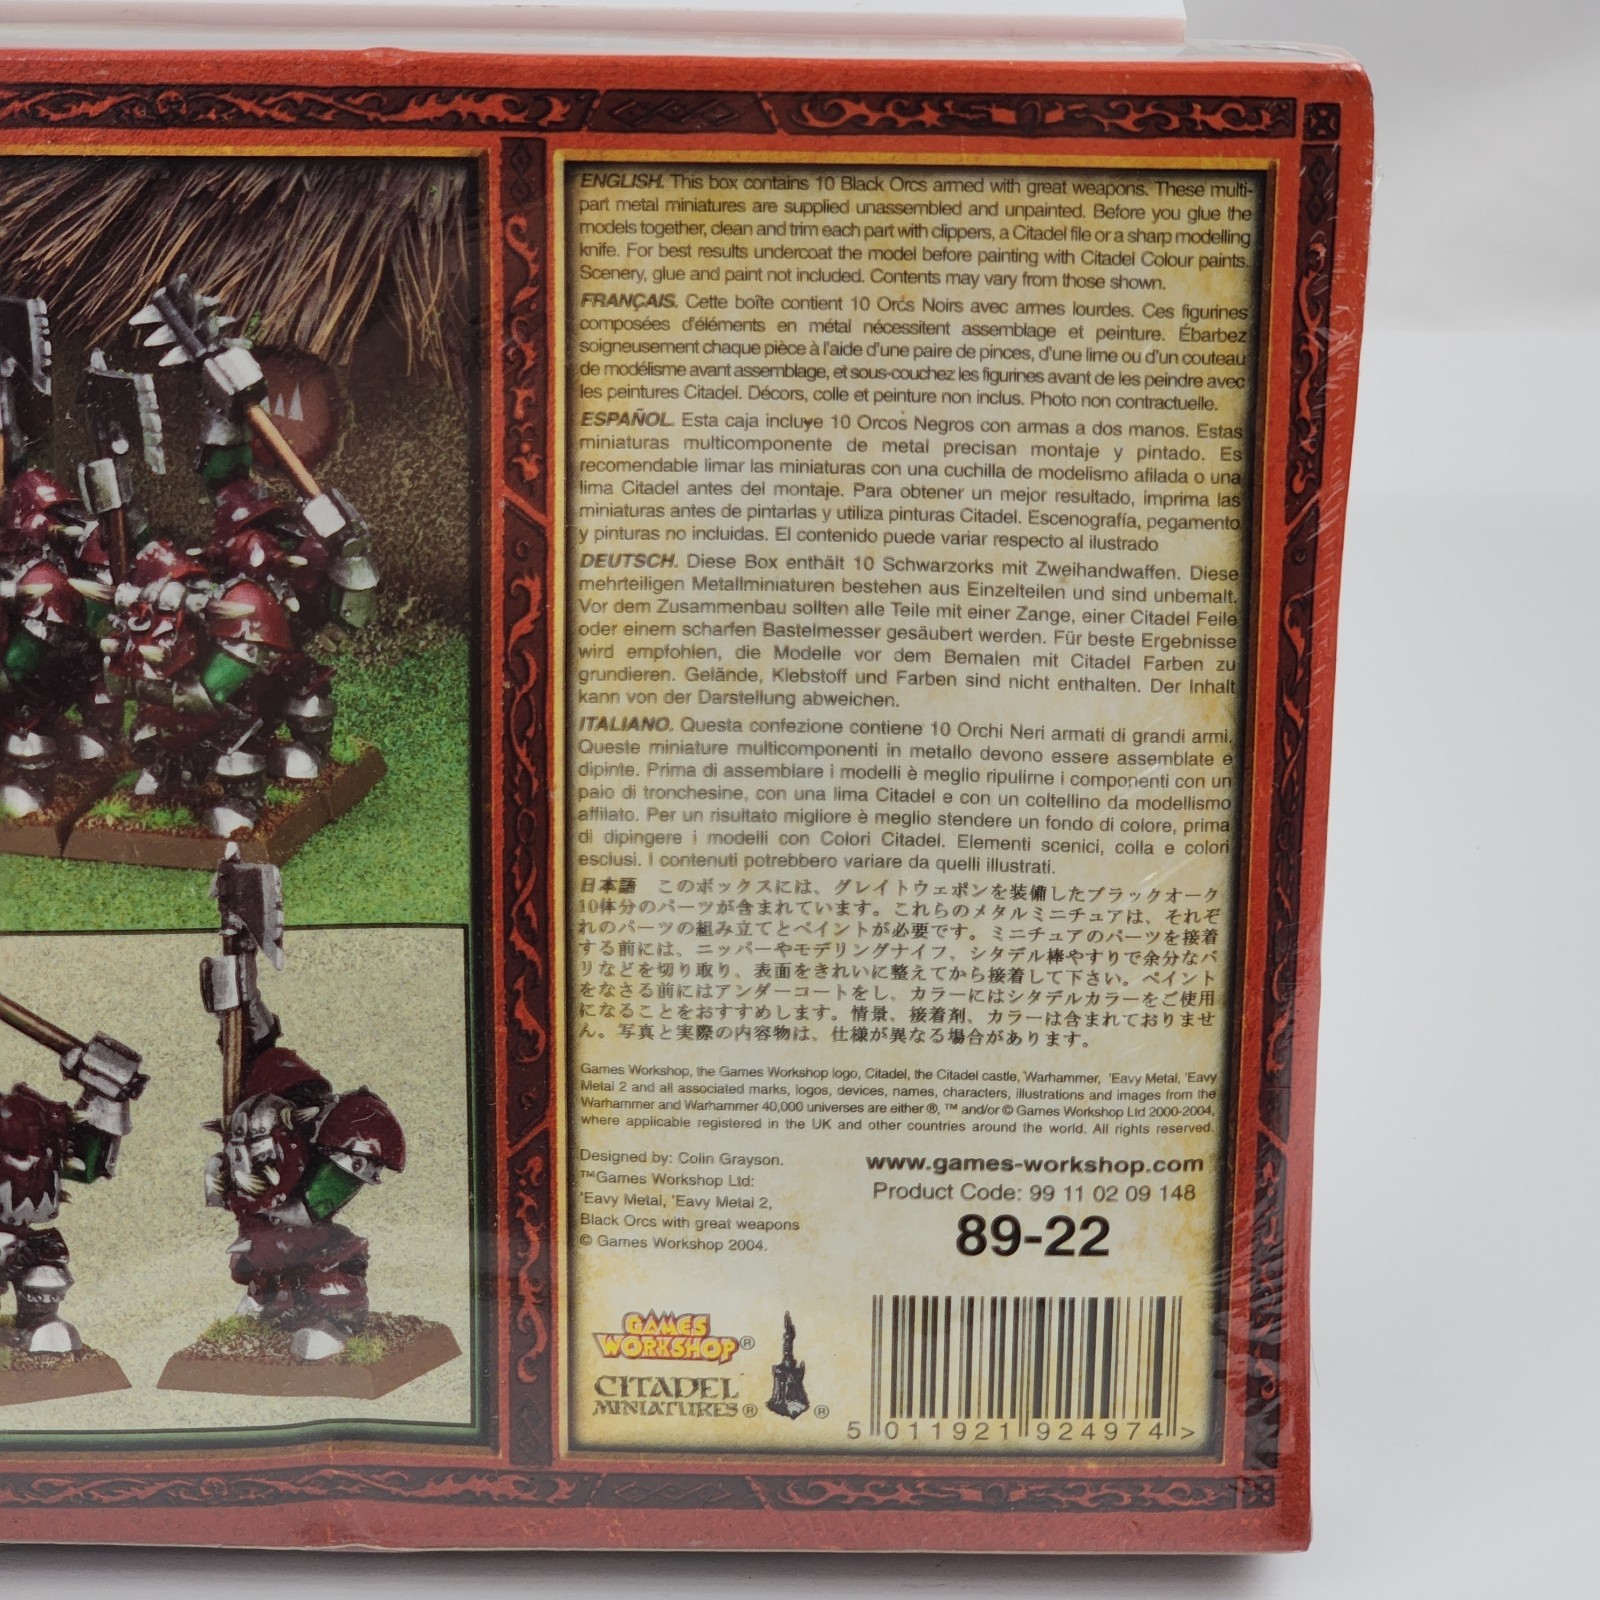 ENGLISH. This box contains 10 Black Orcs armed with great weapons. These multi-
part metal miniatures are supplied unassembled and unpainted. Before you glue the
models together, clean and trim each part with clippers, a Citadel file or a sharp modelling
knife. For best results undercoat the model before painting with Citadel Colour paints.
Scenery, glue and paint not included. Contents may vary from those shown.
FRANÇAIS. Cette boîte contient 10 Orcs Noirs avec armes lourdes. Ces figurines
composées d'éléments en métal nécessitent assemblage et peinture. Ébarbez
soigneusement chaque pièce à l'aide d'une paire de pinces, d'une lime ou d'un couteau
de modélisme avant assemblage, et sous-couchez les figurines avant de les peindre avec
les peintures Citadel. Décors, colle et peinture non inclus. Photo non contractuelle.
ESPAÑOL. Esta caja incluye 10 Orcos Negros con armas a dos manos. Estas
miniaturas multicomponente de metal precisan montaje y pintado. Es
recomendable limar las miniaturas con una cuchilla de modelismo afilada o una
lima Citadel antes del montaje. Para obtener un mejor resultado, imprima las
miniaturas antes de pintarlas y utiliza pinturas Citadel. Escenografía, pegamento
y pinturas no incluidas. El contenido puede variar respecto al ilustrado
DEUTSCH. Diese Box enthält 10 Schwarzorks mit Zweihandwaffen. Diese
mehrteiligen Metallminiaturen bestehen aus Einzelteilen und sind unbemalt.
Vor dem Zusammenbau sollten alle Teile mit einer Zange, einer Citadel Feile
oder einem scharfen Bastelmesser gesäubert werden. Für beste Ergebnisse
wird empfohlen, die Modelle vor dem Bemalen mit Citadel Farben zu
grundieren. Gelände, Klebstoff und Farben sind nicht enthalten. Der Inhalt
kann von der Darstellung abweichen.
ITALIANO. Questa confezione contiene 10 Orchi Neri armati di grandi armi.
Queste miniature multicomponenti in metallo devono essere assemblate e
dipinte. Prima di assemblare i modelli è meglio ripulirne i componenti con un
paio di tronchesine, con una lima Citadel e con un coltellino da modellismo
affilato. Per un risultato migliore è meglio stendere un fondo di colore, prima
di dipingere i modelli con Colori Citadel. Elementi scenici, colla e colori
esclusi. I contenuti potrebbero variare da quelli illustrati.
日本語 このボックスには、グレイトウェポンを装備したブラックオーク
10体分のパーツが含まれています。これらのメタルミニチュアは、それぞ
れのパーツの組み立てとペイントが必要です。ミニチュアのパーツを接着
する前には、ニッパーやモデリングナイフ、シタデル棒やすりで余分なバ
リなどを切り取り、表面をきれいに整えてから接着して下さい。ペイント
をなさる前にはアンダーコートをし、カラーにはシタデルカラーをご使用
になることをおすすめします。情景、接着剤、カラーは含まれておりませ
ん。写真と実際の内容物は、仕様が異なる場合があります。
Games Workshop, the Games Workshop logo, Citadel, the Citadel castle, Warhammer, 'Eavy Metal, 'Eavy
Metal 2 and all associated marks, logos, devices, names, characters, illustrations and images from the
Warhammer and Warhammer 40,000 universes are either ®, ™ and/or © Games Workshop Ltd 2000-2004,
where applicable registered in the UK and other countries around the world. All rights reserved.
Designed by: Colin Grayson.
™Games Workshop Ltd:
'Eavy Metal, 'Eavy Metal 2,
Black Orcs with great weapons
© Games Workshop 2004.
www.games-workshop.com
Product Code: 99 11 02 09 148
89-22
GAMES
WORKSHOP®
CITADEL
MINIATURES® ®
5 011921 924974 >